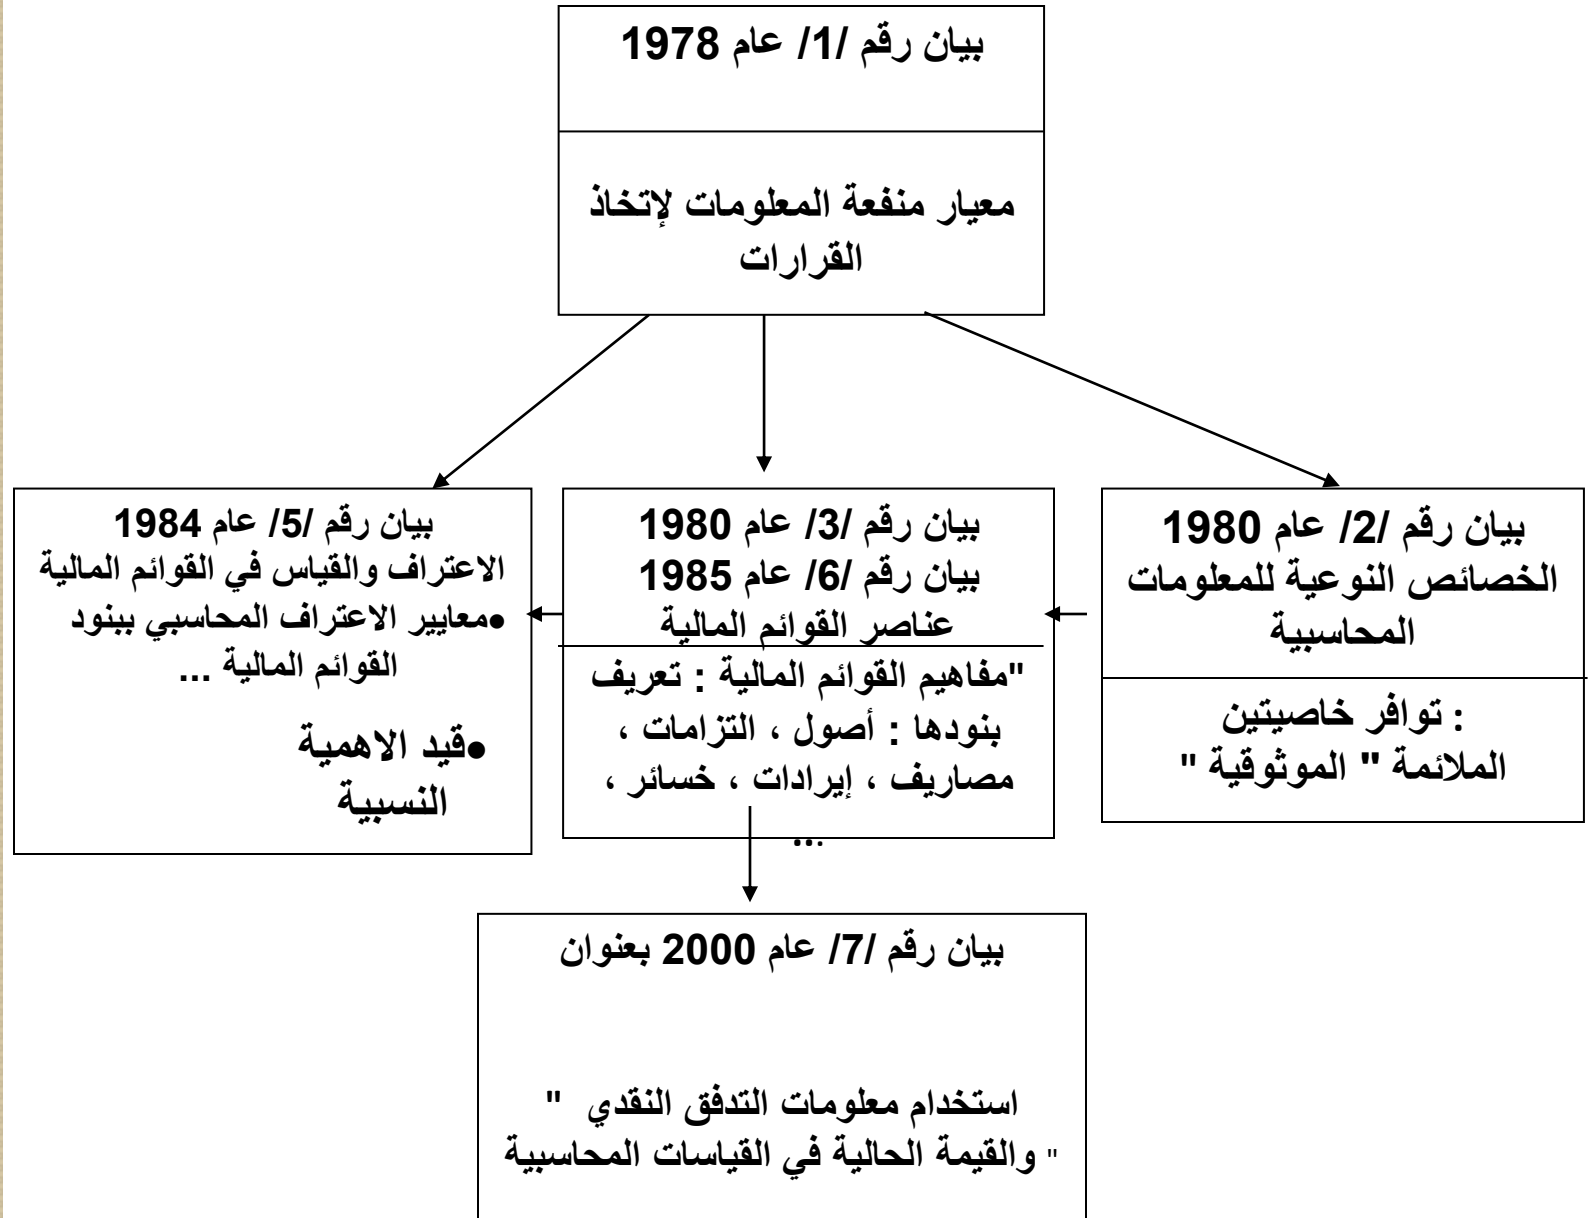 بيان رقم /1/ عام 1978
معيار منفعة المعلومات لإتخاذ
القرارات
بيان رقم /2/ عام 1980
الخصائص النوعية للمعلومات
المحاسبية
: توافر خاصيتين
الملائمة " الموثوقية "
بيان رقم /3/ عام 1980
بيان رقم /6/ عام 1985
عناصر القوائم المالية
"مفاهيم القوائم المالية : تعريف
بنودها : أصول ، التزامات ،
مصاريف ، إيرادات ، خسائر ،
...
بيان رقم /5/ عام 1984
الاعتراف والقياس في القوائم المالية
•معايير الاعتراف المحاسبي ببنود
القوائم المالية ...
•قيد الاهمية
النسبية
بيان رقم /7/ عام 2000 بعنوان
استخدام معلومات التدفق النقدي "
" والقيمة الحالية في القياسات المحاسبية